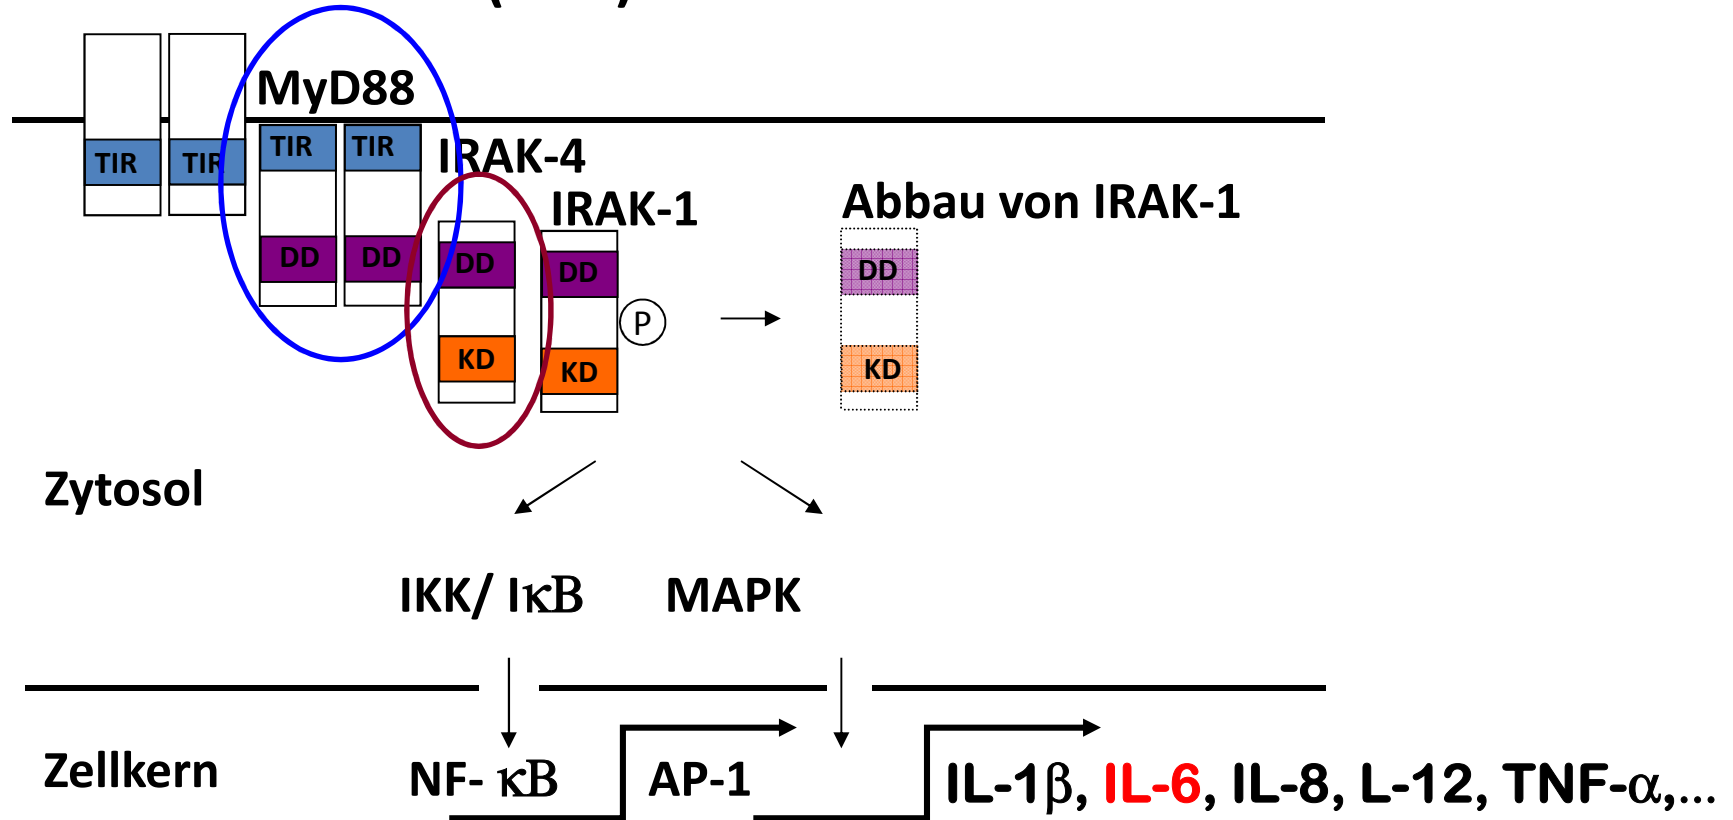 MyD88
TIR TIR TIR TIR IRAK-4
IRAK-1 Abbau von IRAK-1
DD DD DD DD DD
P
KD KD KD
Zytosol
IKK/ IκB MAPK
Zellkern NF- κB AP-1 IL-1β, IL-6, IL-8, L-12, TNF-α,...